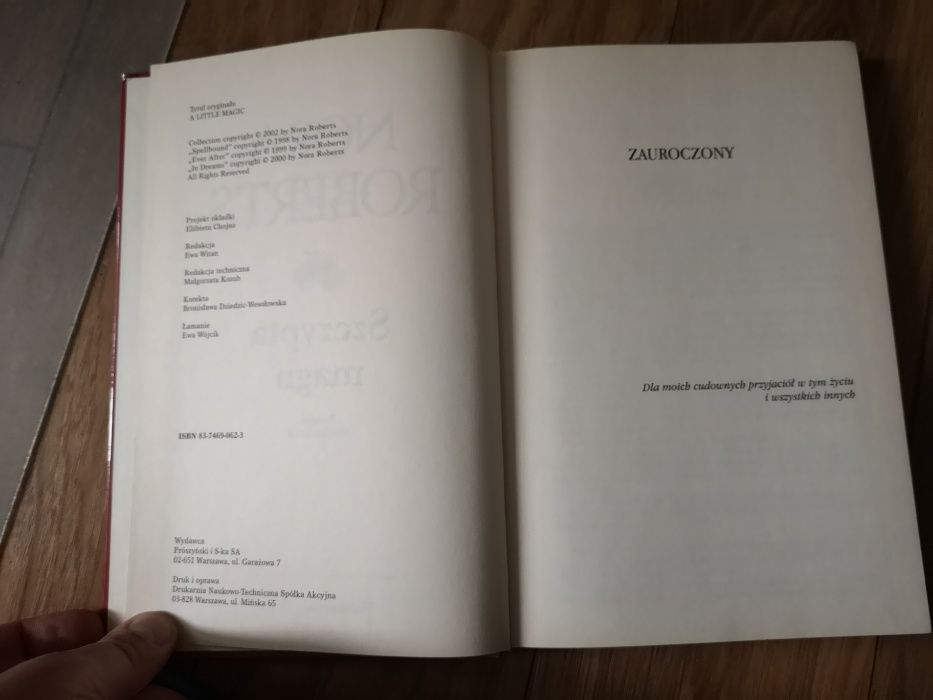 Tytuł oryginału
A LITTLE MAGIC
Collection copyright © 2002 by Nora Roberts
„Spellbound" copyright © 1998 by Nora Roberts
„Ever After" copyright © 1999 by Nora Roberts
„In Dreams" copyright © 2000 by Nora Roberts
All Rights Reserved
Projekt okładki
Elżbieta Chojna
Redakcja
Ewa Witan
Redakcja techniczna
Małgorzata Kozub
Korekta
Bronisława Dziedzic-Wesołowska
Łamanie
Ewa Wójcik
ISBN 83-7469-062-3
Wydawca
Prószyński i S-ka SA
02-651 Warszawa, ul. Garażowa 7
Druk i oprawa
Drukarnia Naukowo-Techniczna Spółka Akcyjna
03-828 Warszawa, ul. Mińska 65
ROBERTS
Szczypta
magii
ZAUROCZONY
Dla moich cudownych przyjaciół w tym życiu
i wszystkich innych